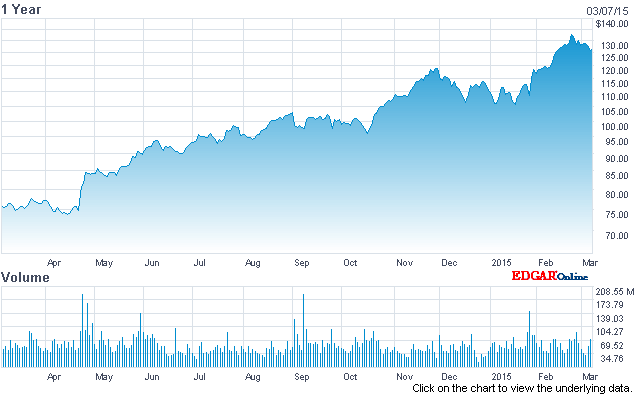 1 Year 03/07/15
$140.00
130.00
125.00
120.00
115.00
110.00
105.00
100.00
95.00
90.00
85.00
80.00
75.00
70.00
Apr May Jun Jul Aug Sep Oct Nov Dec 2015 Feb Mar
EDGAR Online
Volume
208.55 M
173.79
139.03
104.27
69.52
34.76
Apr May Jun Jul Aug Sep Oct Nov Dec 2015 Feb Mar
Click on the chart to view the underlying data.